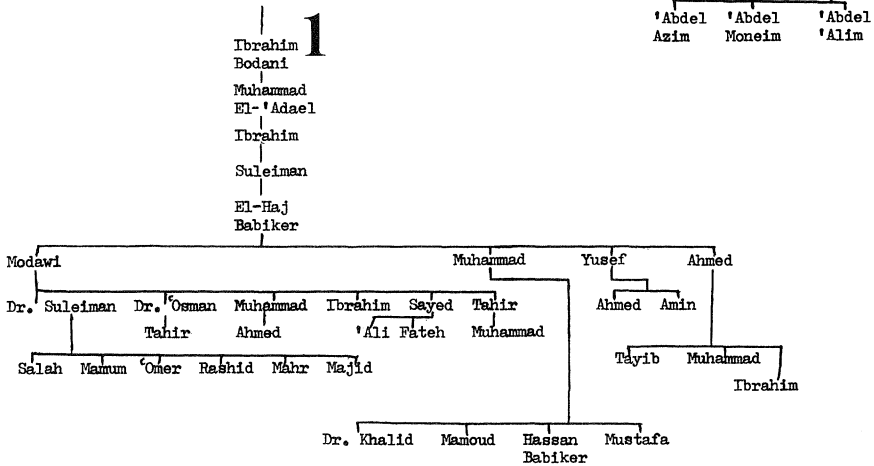 'Abdel 'Abdel 'Abdel
Azim Moneim 'Alim
1
Ibrahim
Bodani
Muhammad
El-'Adael
Ibrahim
Suleiman
El-Haj
Babiker
Modawi Muhammad Yusef Ahmed
Dr. Suleiman Dr. ʿOsman Muhammad Ibrahim Sayed Tahir Ahmed Amin
Tahir Ahmed 'Ali Fateh Muhammad
Tayib Muhammad
Salah Mamum ʿOmer Rashid Mahr Majid
Ibrahim
Dr. Khalid Mamoud Hassan Mustafa
Babiker